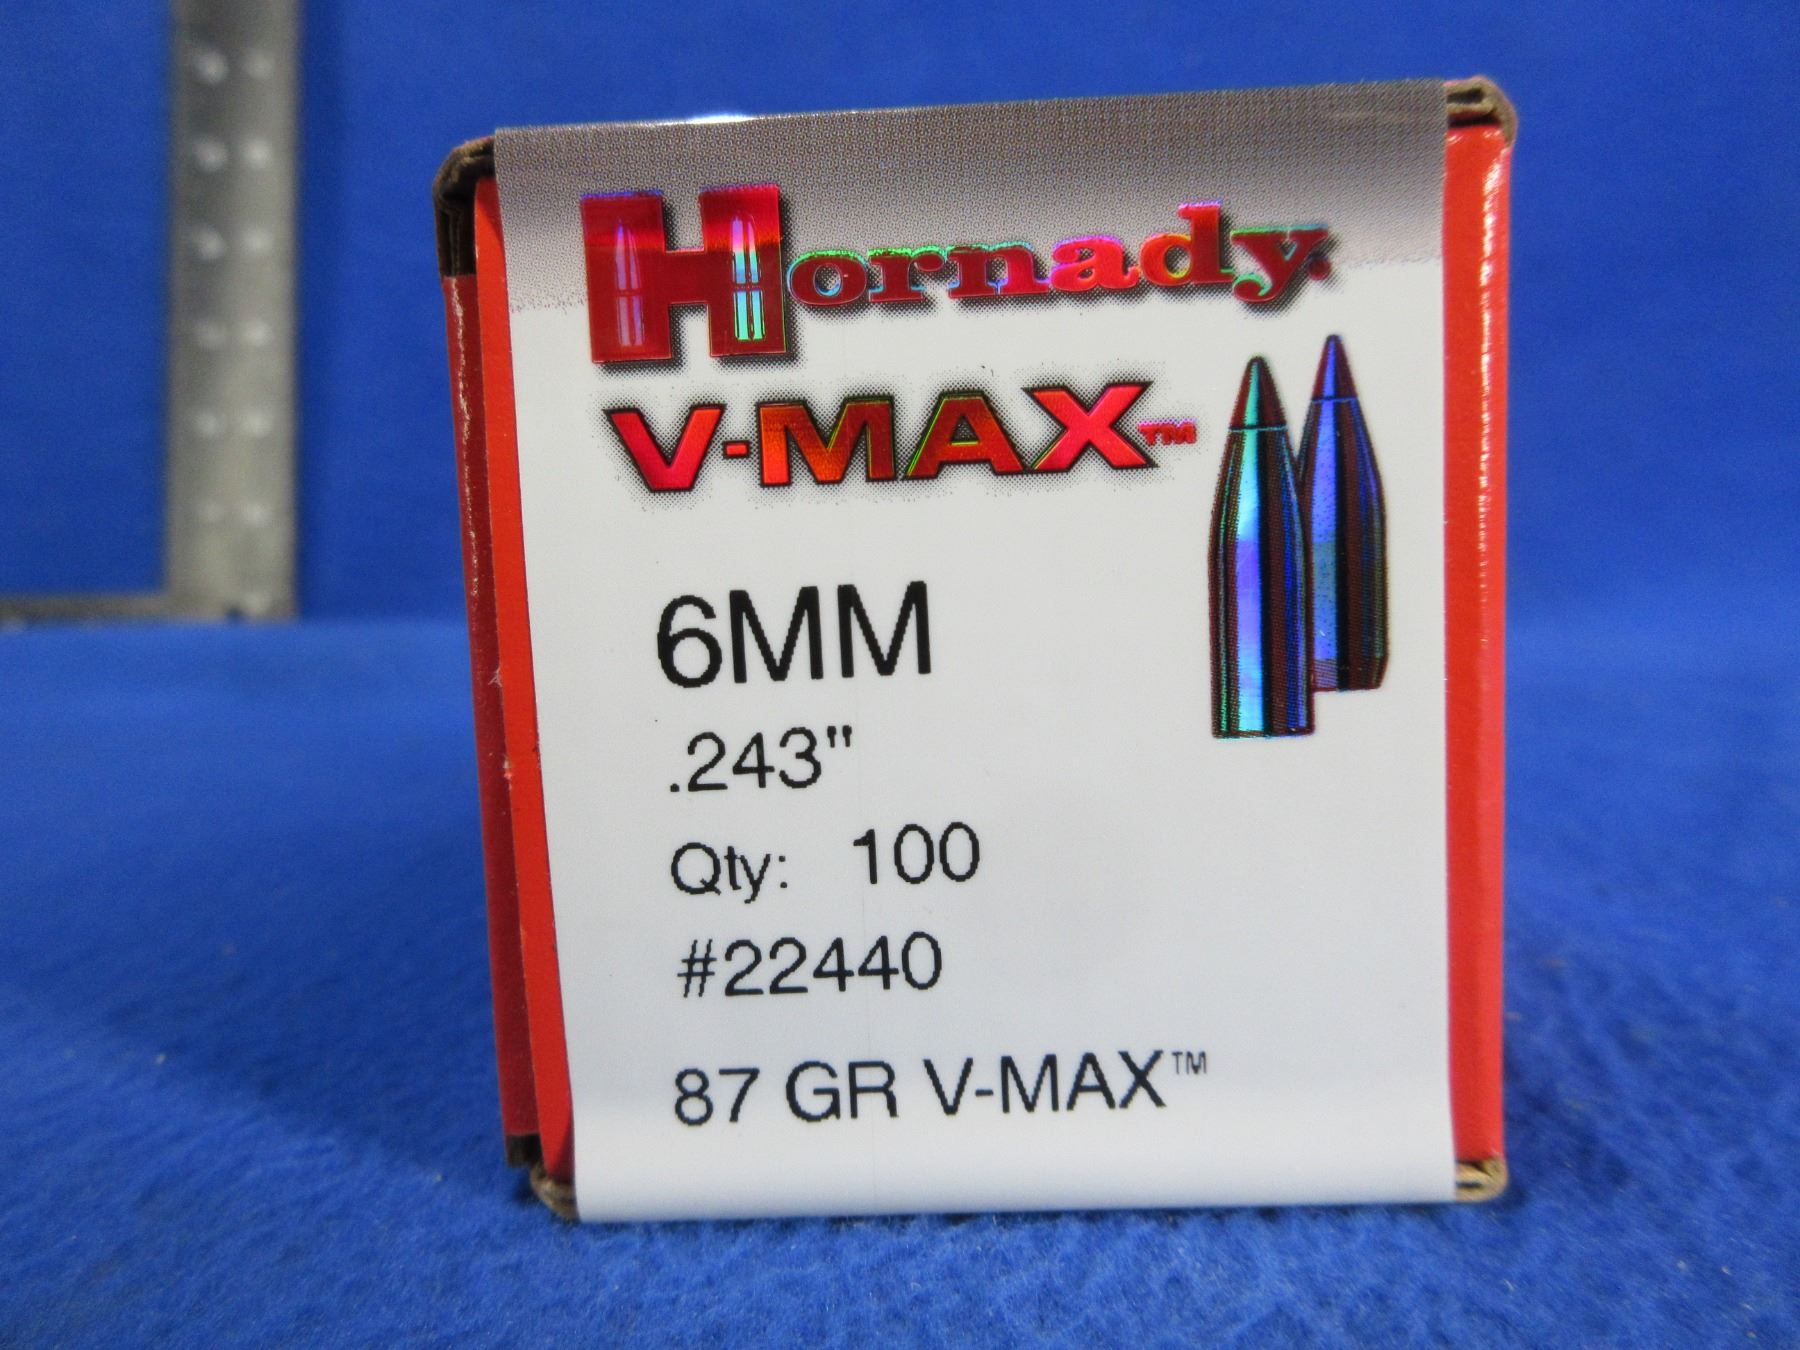 Hornady.
V-MAX™
6MM
.243"
Qty: 100
#22440
87 GR V-MAX™